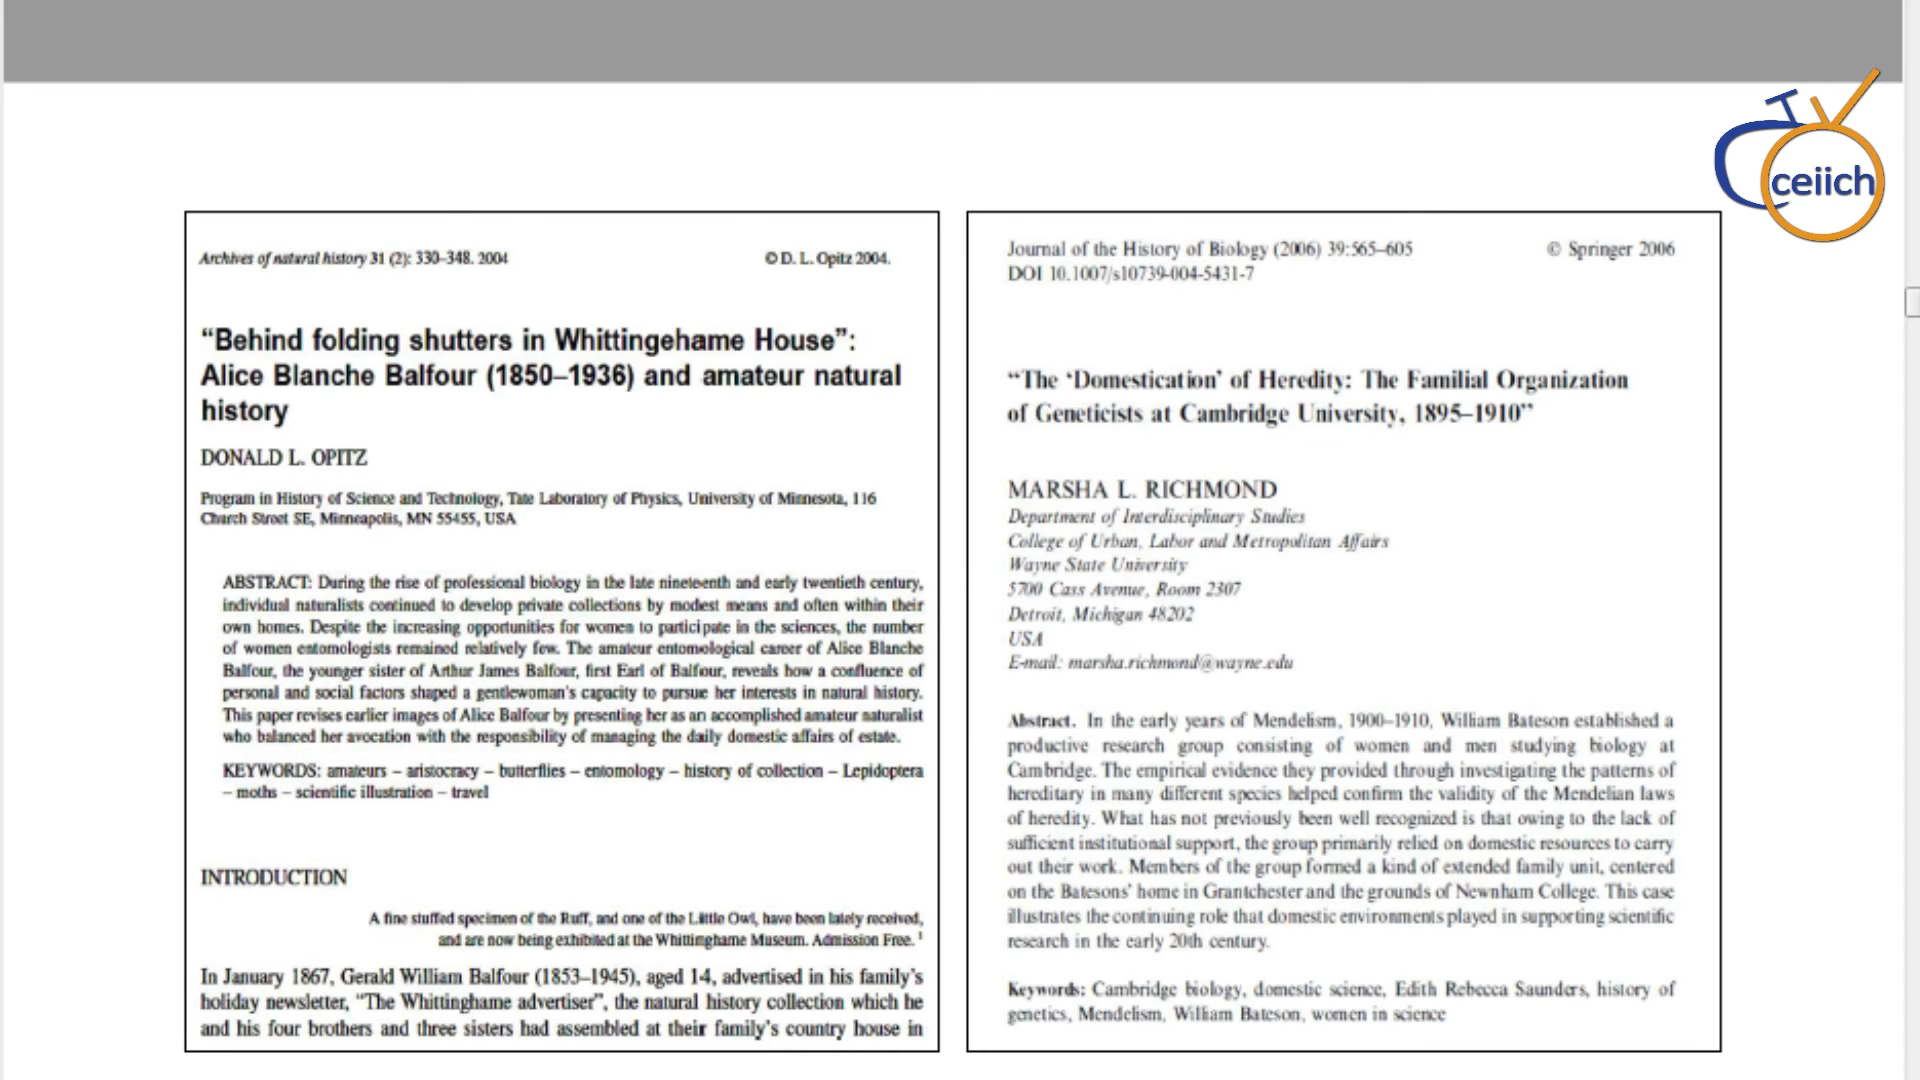 TV
ceiich
Archives of natural history 31 (2): 330–348. 2004
© D. L. Opitz 2004.
“Behind folding shutters in Whittingehame House”:
Alice Blanche Balfour (1850–1936) and amateur natural
history
DONALD L. OPITZ
Program in History of Science and Technology, Tate Laboratory of Physics, University of Minnesota, 116
Church Street SE, Minneapolis, MN 55455, USA
ABSTRACT: During the rise of professional biology in the late nineteenth and early twentieth century,
individual naturalists continued to develop private collections by modest means and often within their
own homes. Despite the increasing opportunities for women to participate in the sciences, the number
of women entomologists remained relatively few. The amateur entomological career of Alice Blanche
Balfour, the younger sister of Arthur James Balfour, first Earl of Balfour, reveals how a confluence of
personal and social factors shaped a gentlewoman’s capacity to pursue her interests in natural history.
This paper revises earlier images of Alice Balfour by presenting her as an accomplished amateur naturalist
who balanced her avocation with the responsibility of managing the daily domestic affairs of estate.
KEYWORDS: amateurs – aristocracy – butterflies – entomology – history of collection – Lepidoptera
– moths – scientific illustration – travel
INTRODUCTION
A fine stuffed specimen of the Ruff, and one of the Little Owl, have been lately received,
and are now being exhibited at the Whittinghame Museum. Admission Free. 1
In January 1867, Gerald William Balfour (1853–1945), aged 14, advertised in his family’s
holiday newsletter, “The Whittinghame advertiser”, the natural history collection which he
and his four brothers and three sisters had assembled at their family’s country house in
Journal of the History of Biology (2006) 39:565–605
© Springer 2006
DOI 10.1007/s10739-004-5431-7
“The ‘Domestication’ of Heredity: The Familial Organization
of Geneticists at Cambridge University, 1895–1910”
MARSHA L. RICHMOND
Department of Interdisciplinary Studies
College of Urban, Labor and Metropolitan Affairs
Wayne State University
5700 Cass Avenue, Room 2307
Detroit, Michigan 48202
USA
E-mail: marsha.richmond@wayne.edu
Abstract. In the early years of Mendelism, 1900–1910, William Bateson established a
productive research group consisting of women and men studying biology at
Cambridge. The empirical evidence they provided through investigating the patterns of
hereditary in many different species helped confirm the validity of the Mendelian laws
of heredity. What has not previously been well recognized is that owing to the lack of
sufficient institutional support, the group primarily relied on domestic resources to carry
out their work. Members of the group formed a kind of extended family unit, centered
on the Batesons’ home in Grantchester and the grounds of Newnham College. This case
illustrates the continuing role that domestic environments played in supporting scientific
research in the early 20th century.
Keywords: Cambridge biology, domestic science, Edith Rebecca Saunders, history of
genetics, Mendelism, William Bateson, women in science